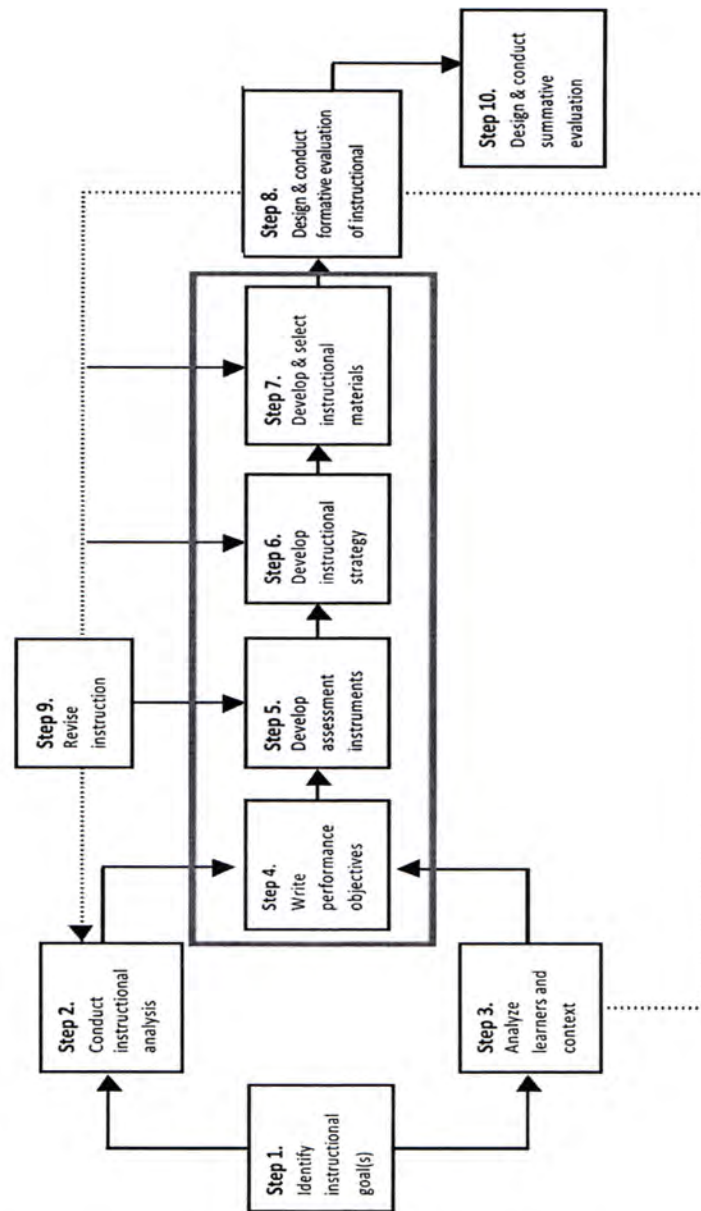 Step 1.
Identify
instructional
goal(s)
Step 2.
Conduct
instructional
analysis
Step 3.
Analyze
learners and
context
Step 4.
Write
performance
objectives
Step 5.
Develop
assessment
instruments
Step 6.
Develop
instructional
strategy
Step 7.
Develop & select
instructional
materials
Step 8.
Design & conduct
formative evaluation
of instructional
Step 9.
Revise
instruction
Step 10.
Design & conduct
summative
evaluation